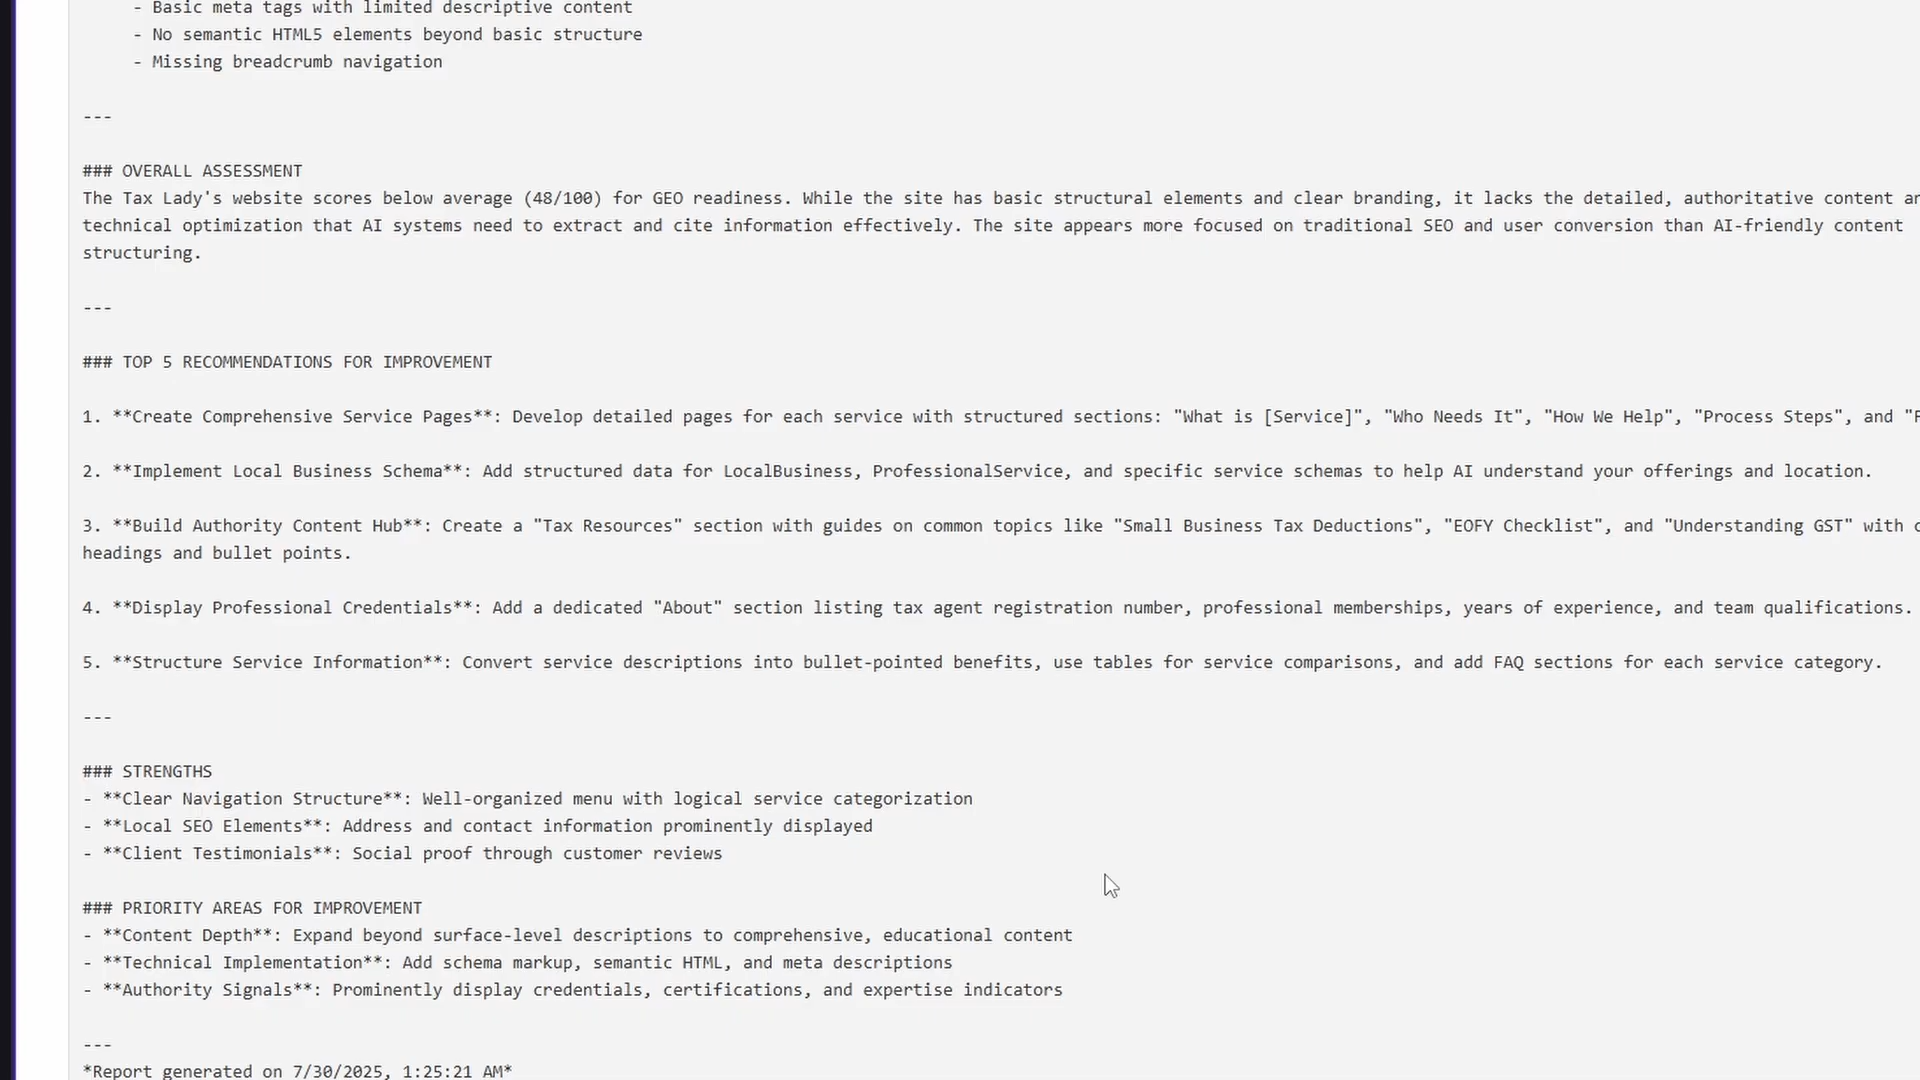 - Basic meta tags with limited descriptive content
- No semantic HTML5 elements beyond basic structure
- Missing breadcrumb navigation
---
### OVERALL ASSESSMENT
The Tax Lady's website scores below average (48/100) for GEO readiness. While the site has basic structural elements and clear branding, it lacks the detailed, authoritative content
technical optimization that AI systems need to extract and cite information effectively. The site appears more focused on traditional SEO and user conversion than AI-friendly content
structuring.
---
### TOP 5 RECOMMENDATIONS FOR IMPROVEMENT
1. **Create Comprehensive Service Pages**: Develop detailed pages for each service with structured sections: "What is [Service]", "Who Needs It", "How We Help", "Process Steps", and
2. **Implement Local Business Schema**: Add structured data for LocalBusiness, ProfessionalService, and specific service schemas to help AI understand your offerings and location.
3. **Build Authority Content Hub**: Create a "Tax Resources" section with guides on common topics like "Small Business Tax Deductions", "EOFY Checklist", and "Understanding GST" with
headings and bullet points.
4. **Display Professional Credentials**: Add a dedicated "About" section listing tax agent registration number, professional memberships, years of experience, and team qualifications.
5. **Structure Service Information**: Convert service descriptions into bullet-pointed benefits, use tables for service comparisons, and add FAQ sections for each service category.
---
### STRENGTHS
- **Clear Navigation Structure**: Well-organized menu with logical service categorization
- **Local SEO Elements**: Address and contact information prominently displayed
- **Client Testimonials**: Social proof through customer reviews
### PRIORITY AREAS FOR IMPROVEMENT
- **Content Depth**: Expand beyond surface-level descriptions to comprehensive, educational content
- **Technical Implementation**: Add schema markup, semantic HTML, and meta descriptions
- **Authority Signals**: Prominently display credentials, certifications, and expertise indicators
---
*Report generated on 7/30/2025, 1:25:21 AM*